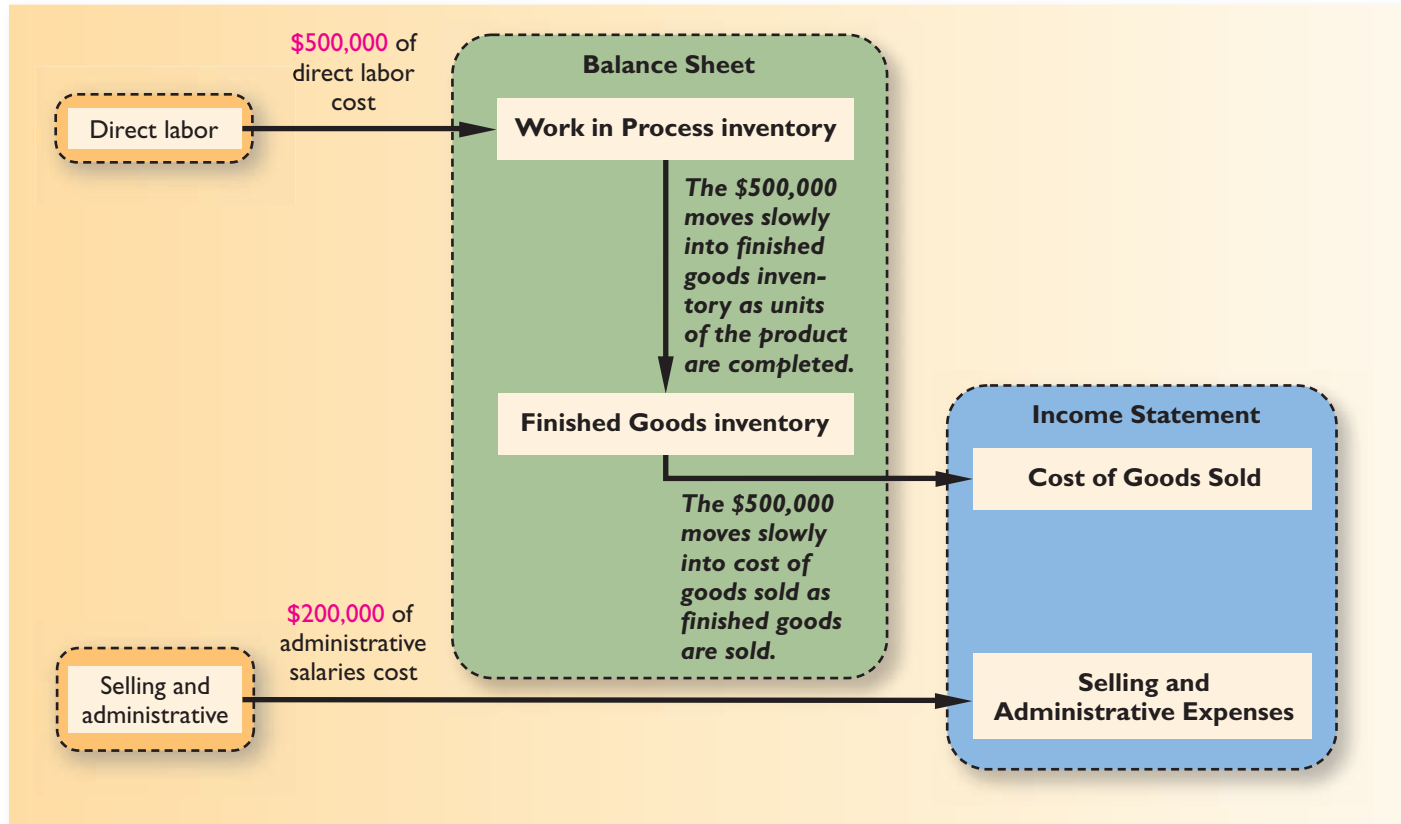 $500,000 of
direct labor
cost
Direct labor
Balance Sheet
Work in Process inventory
The $500,000
moves slowly
into finished
goods inven-
tory as units
of the product
are completed.
Finished Goods inventory
The $500,000
moves slowly
into cost of
goods sold as
finished goods
are sold.
Income Statement
Cost of Goods Sold
$200,000 of
administrative
salaries cost
Selling and
administrative
Selling and
Administrative Expenses